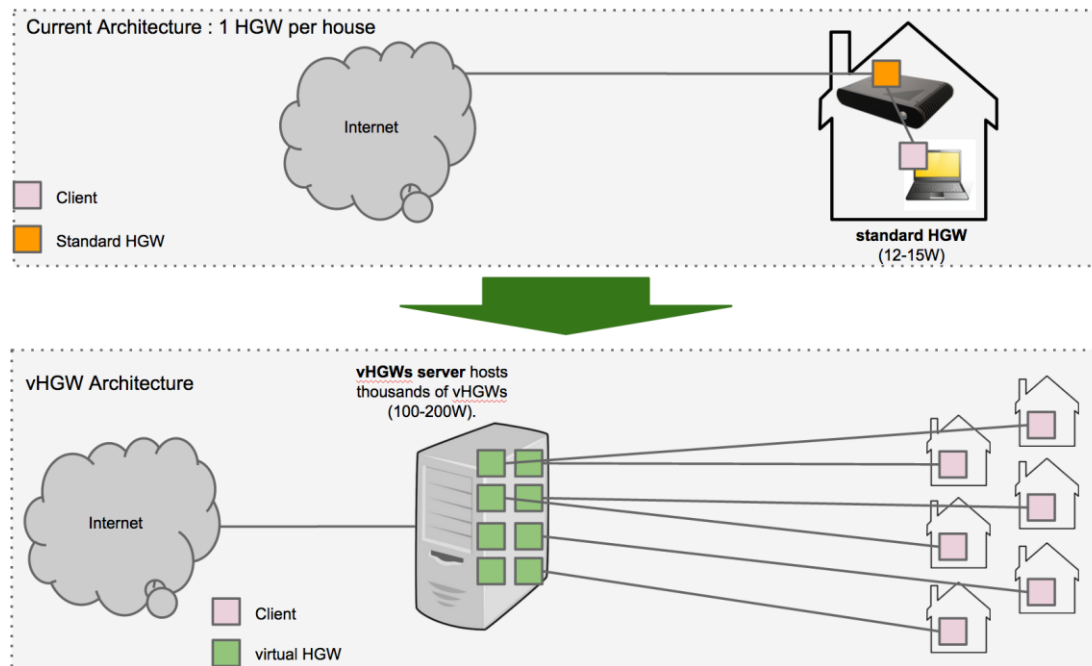 Current Architecture : 1 HGW per house
Internet
Client
Standard HGW
standard HGW
(12-15W)
vHGW Architecture
vHGWs server hosts
thousands of vHGWs
(100-200W).
Internet
Client
virtual HGW